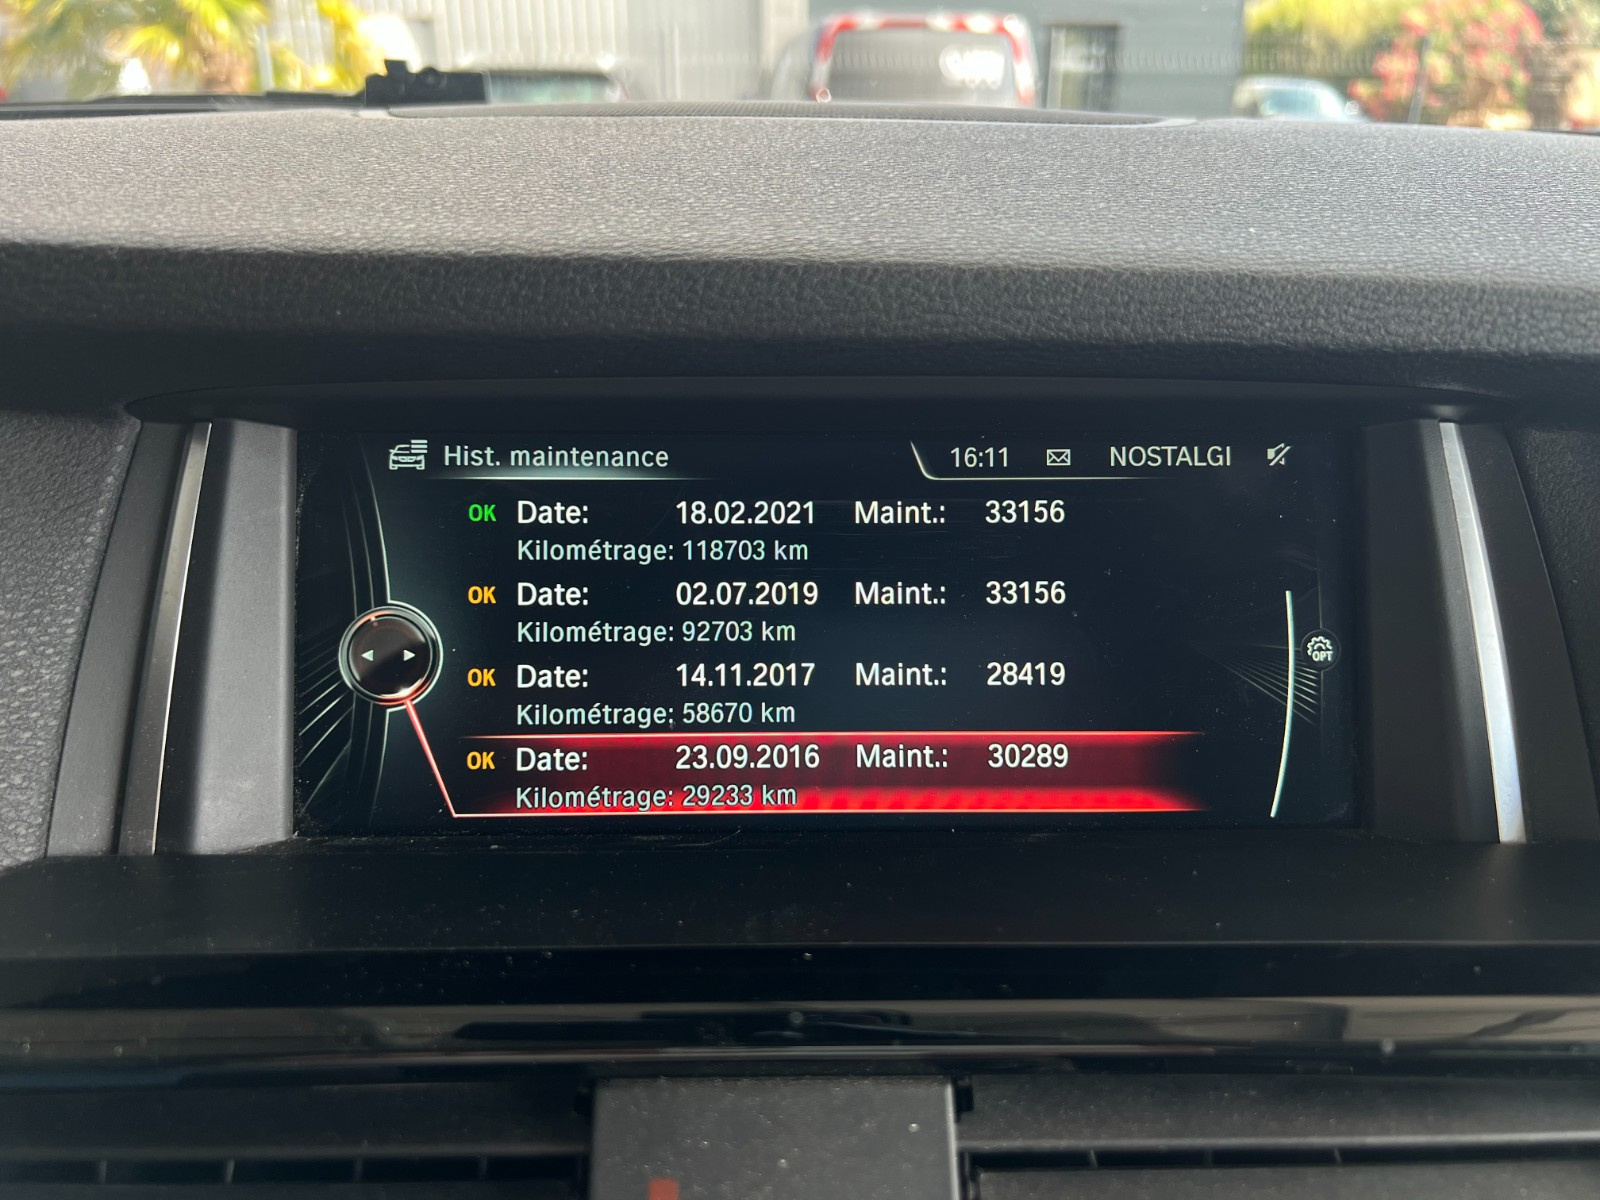 Hist. maintenance 16:11 NOSTALGI
OK Date: 18.02.2021 Maint.: 33156
Kilométrage: 118703 km
OK Date: 02.07.2019 Maint.: 33156
Kilométrage: 92703 km
OPT
OK Date: 14.11.2017 Maint.: 28419
Kilométrage: 58670 km
OK Date: 23.09.2016 Maint.: 30289
Kilométrage: 29233 km